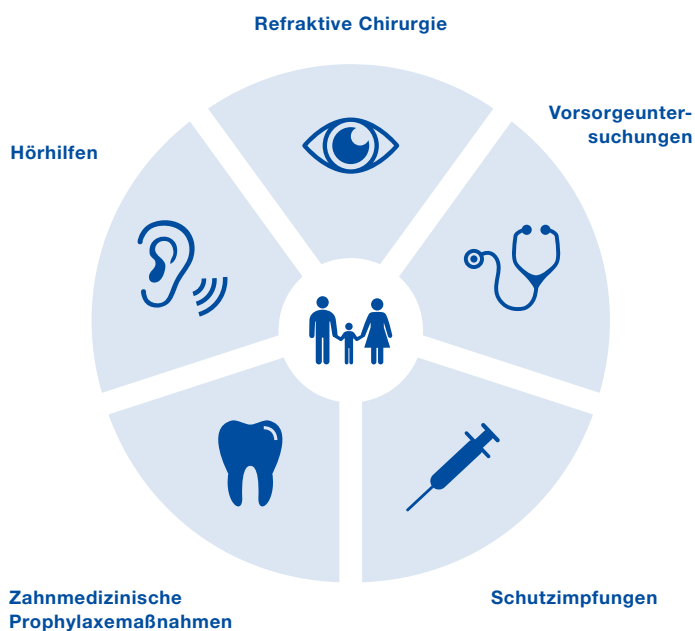 Refraktive Chirurgie
Vorsorgeunter-
suchungen
Hörhilfen
Zahnmedizinische
Prophylaxemaßnahmen
Schutzimpfungen